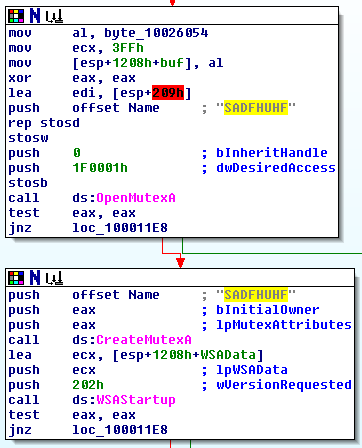 mov al, byte_10026054
mov ecx, 3FFh
mov [esp+1208h+buf], al
xor eax, eax
lea edi, [esp+209h]
push offset Name ; "SADFHUHF"
rep stosd
stosw
push 0 ; bInheritHandle
push 1F0001h ; dwDesiredAccess
stosb
call ds:OpenMutexA
test eax, eax
jnz loc_100011E8
push offset Name ; "SADFHUHF"
push eax ; bInitialOwner
push eax ; lpMutexAttributes
call ds:CreateMutexA
lea ecx, [esp+1208h+WSAData]
push ecx ; lpWSAData
push 202h ; wVersionRequested
call ds:WSAStartup
test eax, eax
jnz loc_100011E8